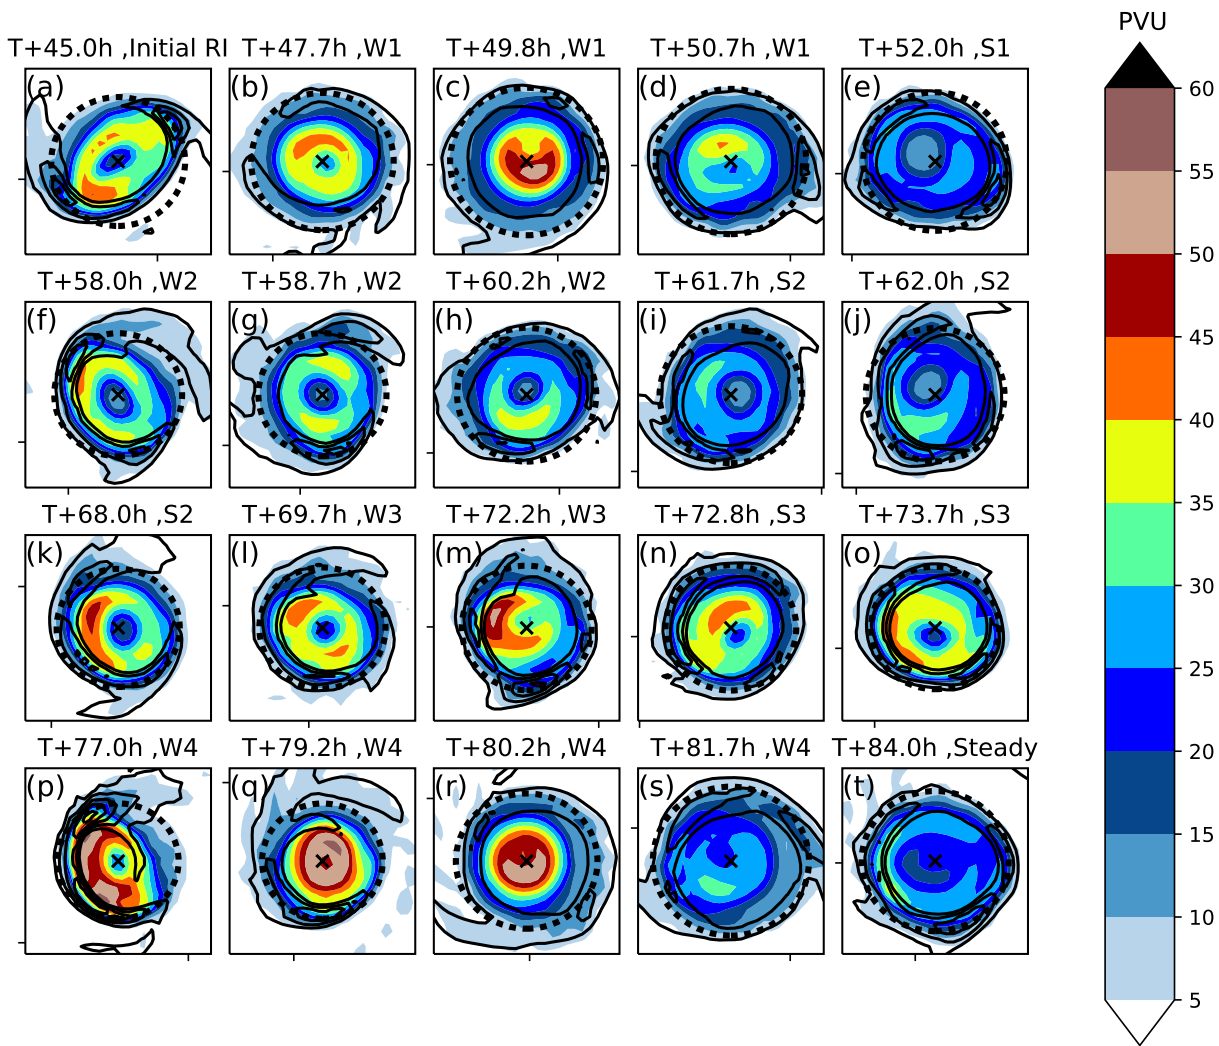 PVU
T+45.0h ,Initial RI T+47.7h ,W1 T+49.8h ,W1 T+50.7h ,W1 T+52.0h ,S1
(a) (b) (c) (d) (e)
T+58.0h ,W2 T+58.7h ,W2 T+60.2h ,W2 T+61.7h ,S2 T+62.0h ,S2
(f) (g) (h) (i) (j)
T+68.0h ,S2 T+69.7h ,W3 T+72.2h ,W3 T+72.8h ,S3 T+73.7h ,S3
(k) (l) (m) (n) (o)
T+77.0h ,W4 T+79.2h ,W4 T+80.2h ,W4 T+81.7h ,W4 T+84.0h ,Steady
(p) (q) (r) (s) (t)
60
55
50
45
40
35
30
25
20
15
10
5